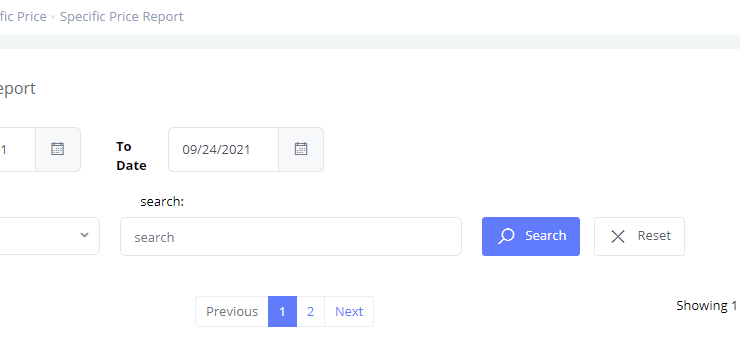 fic Price • Specific Price Report
eport
1
To
Date
09/24/2021
search:
search
Search
Reset
Previous 1 2 Next
Showing 1